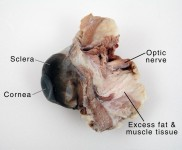 Sclera
Optic
nerve
Cornea
Excess fat &
muscle tissue